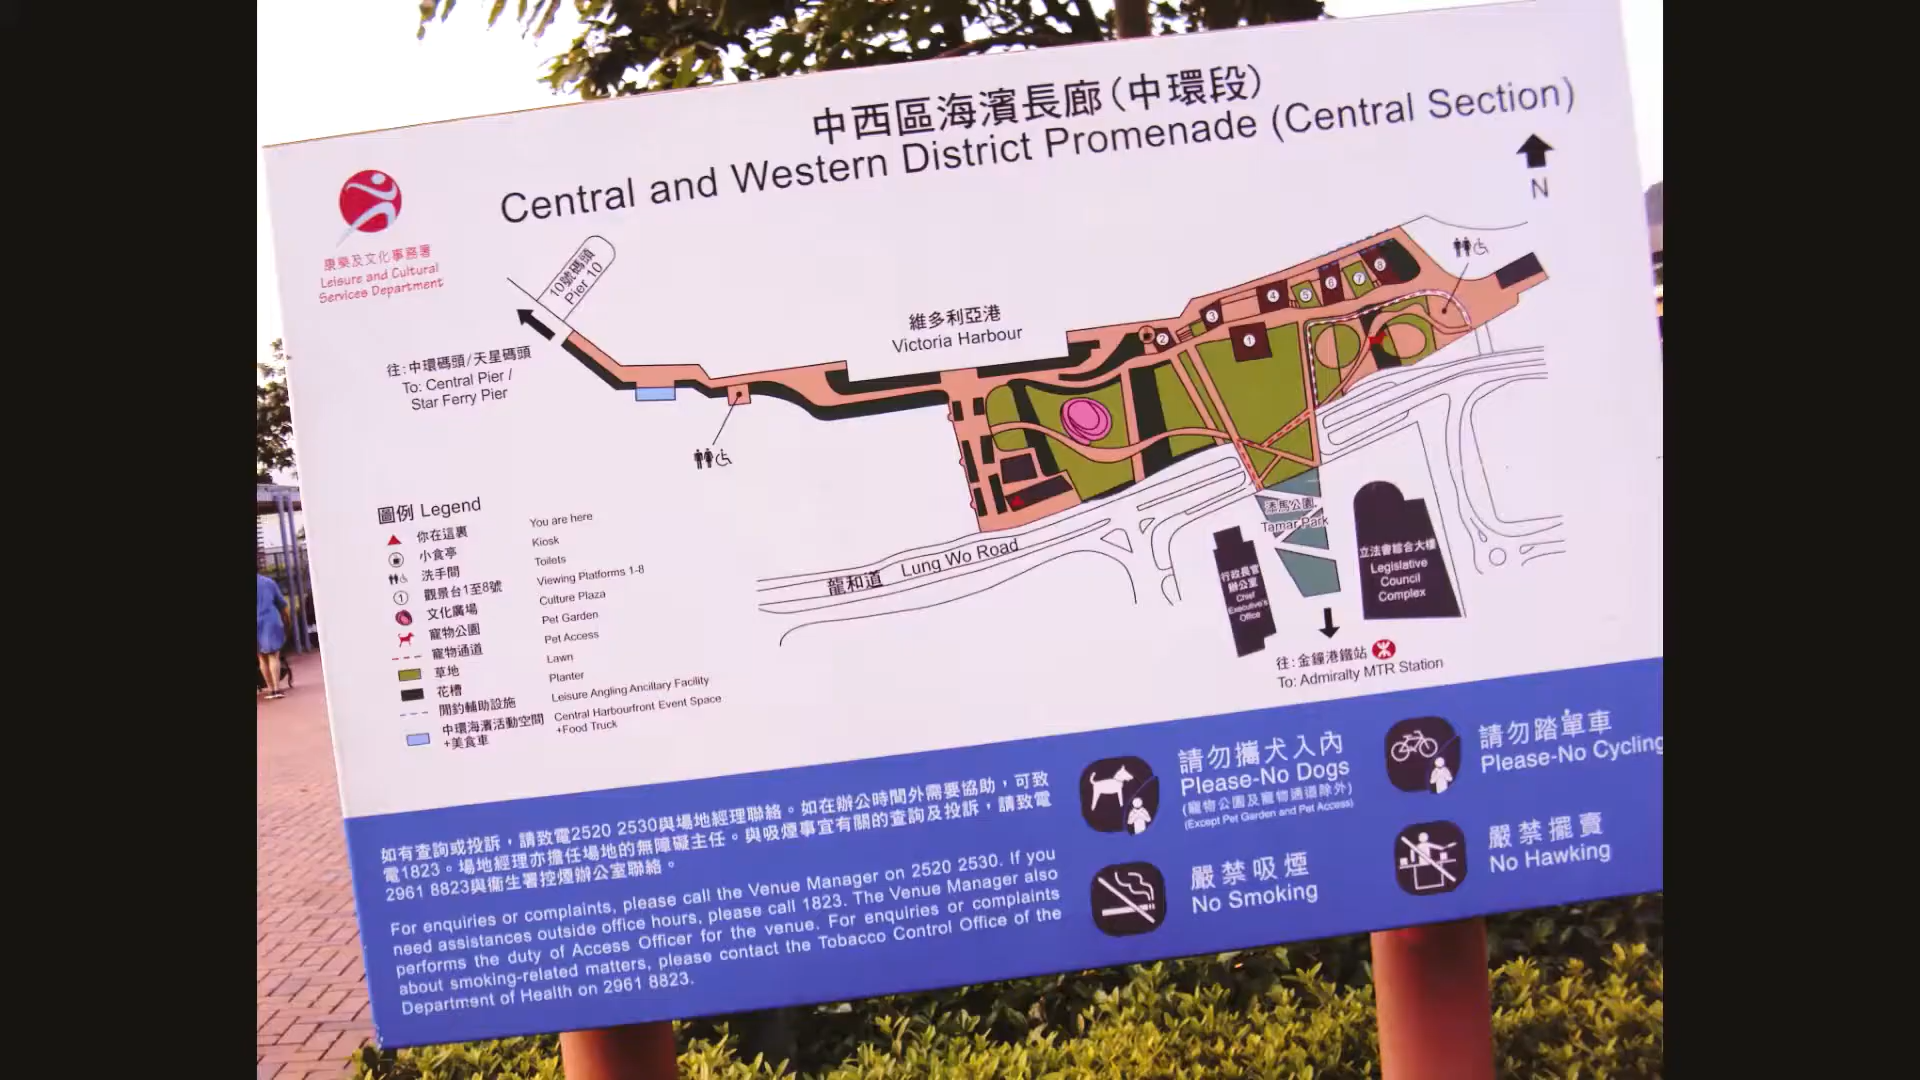 中西區海濱長廊(中環段)
Central and Western District Promenade (Central Section)
N
康樂及文化事務署
Leisure and Cultural
Services Department
10號碼頭
Pier 10
往:中環碼頭/天星碼頭
To: Central Pier /
Star Ferry Pier
維多利亞港
Victoria Harbour
1
2
3
4
5
6
7
8
龍和道 Lung Wo Road
添馬公園
Tamar Park
行政長官
辦公室
Chief
Executive's
Office
立法會綜合大樓
Legislative
Council
Complex
往:金鐘港鐵站
To: Admiralty MTR Station
圖例 Legend
你在這裏 You are here
小食亭 Kiosk
洗手間 Toilets
1 觀景台1至8號 Viewing Platforms 1-8
文化廣場 Culture Plaza
寵物公園 Pet Garden
寵物通道 Pet Access
草地 Lawn
花槽 Planter
閒釣輔助設施 Leisure Angling Ancillary Facility
中環海濱活動空間 Central Harbourfront Event Space
+美食車 +Food Truck
如有查詢或投訴,請致電2520 2530與場地經理聯絡。如在辦公時間外需要協助,可致
電1823。場地經理亦擔任場地的無障礙主任。與吸煙事宜有關的查詢及投訴,請致電
2961 8823與衞生署控煙辦公室聯絡。
For enquiries or complaints, please call the Venue Manager on 2520 2530. If you
need assistances outside office hours, please call 1823. The Venue Manager also
performs the duty of Access Officer for the venue. For enquiries or complaints
about smoking-related matters, please contact the Tobacco Control Office of the
Department of Health on 2961 8823.
請勿攜犬入內
Please-No Dogs
(寵物公園及寵物通道除外)
(Except Pet Garden and Pet Access)
請勿踏單車
Please-No Cycling
嚴禁吸煙
No Smoking
嚴禁擺賣
No Hawking